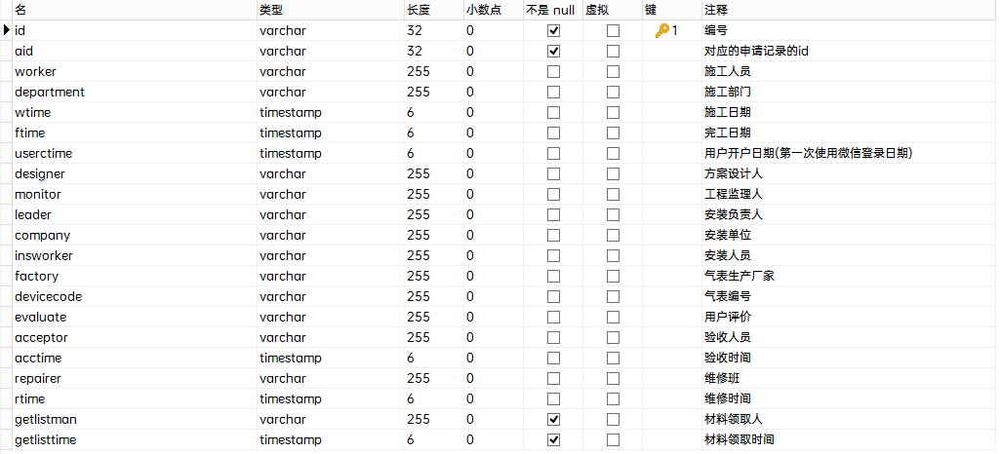 名 类型 长度 小数点 不是 null 虚拟 键 注释
id varchar 32 0 1 编号
aid varchar 32 0 对应的申请记录的id
worker varchar 255 0 施工人员
department varchar 255 0 施工部门
wtime timestamp 6 0 施工日期
ftime timestamp 6 0 完工日期
userctime timestamp 6 0 用户开户日期(第一次使用微信登录日期)
designer varchar 255 0 方案设计人
monitor varchar 255 0 工程监理人
leader varchar 255 0 安装负责人
company varchar 255 0 安装单位
insworker varchar 255 0 安装人员
factory varchar 255 0 气表生产厂家
devicecode varchar 255 0 气表编号
evaluate varchar 255 0 用户评价
acceptor varchar 255 0 验收人员
acctime timestamp 6 0 验收时间
repairer varchar 255 0 维修班
rtime timestamp 6 0 维修时间
getlistman varchar 255 0 材料领取人
getlisttime timestamp 6 0 材料领取时间